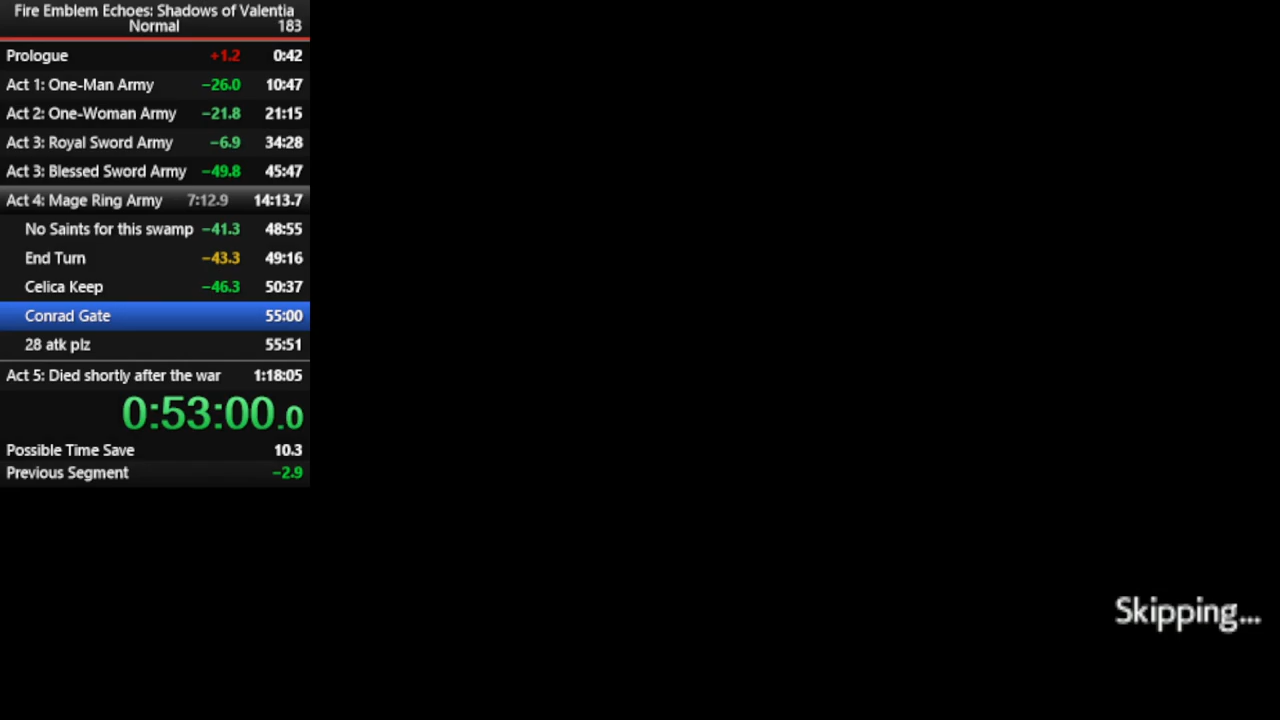 Fire Emblem Echoes: Shadows of Valentia
Normal 183
Prologue +1.2 0:42
Act 1: One-Man Army −26.0 10:47
Act 2: One-Woman Army −21.8 21:15
Act 3: Royal Sword Army −6.9 34:28
Act 3: Blessed Sword Army −49.8 45:47
Act 4: Mage Ring Army 7:12.9 14:13.7
No Saints for this swamp −41.3 48:55
End Turn −43.3 49:16
Celica Keep −46.3 50:37
Conrad Gate 55:00
28 atk plz 55:51
Act 5: Died shortly after the war 1:18:05
0:53:00.0
Possible Time Save 10.3
Previous Segment −2.9
Skipping...